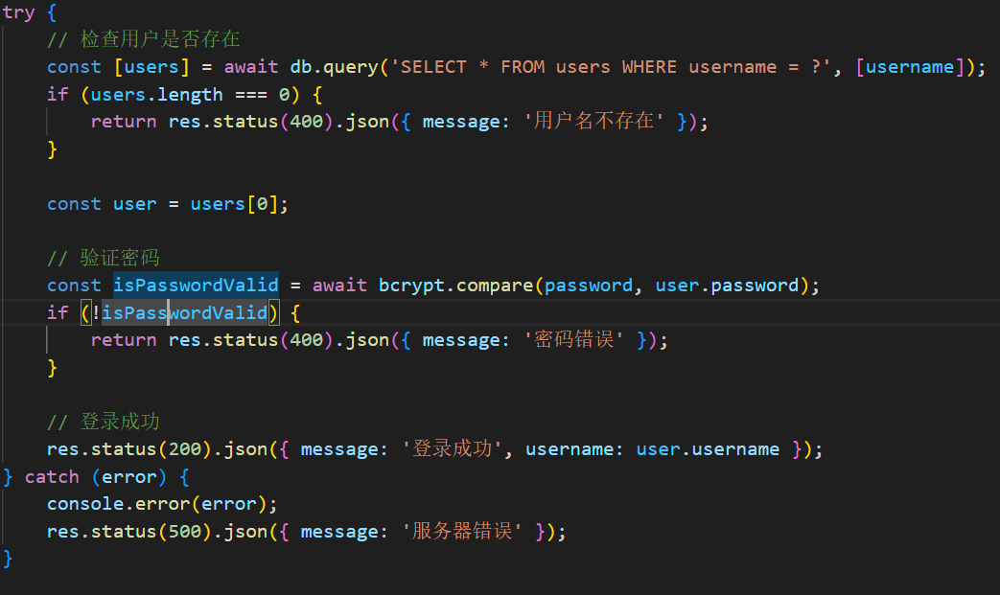 try {
    // 检查用户是否存在
    const [users] = await db.query('SELECT * FROM users WHERE username = ?', [username]);
    if (users.length === 0) {
        return res.status(400).json({ message: '用户名不存在' });
    }

    const user = users[0];

    // 验证密码
    const isPasswordValid = await bcrypt.compare(password, user.password);
    if (!isPasswordValid) {
        return res.status(400).json({ message: '密码错误' });
    }

    // 登录成功
    res.status(200).json({ message: '登录成功', username: user.username });
} catch (error) {
    console.error(error);
    res.status(500).json({ message: '服务器错误' });
}